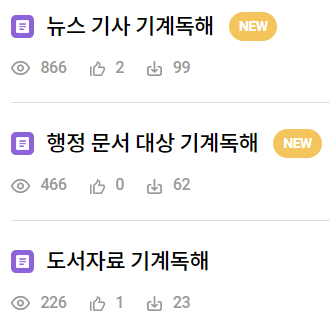 뉴스 기사 기계독해 NEW
866 2 99
행정 문서 대상 기계독해 NEW
466 0 62
도서자료 기계독해
226 1 23